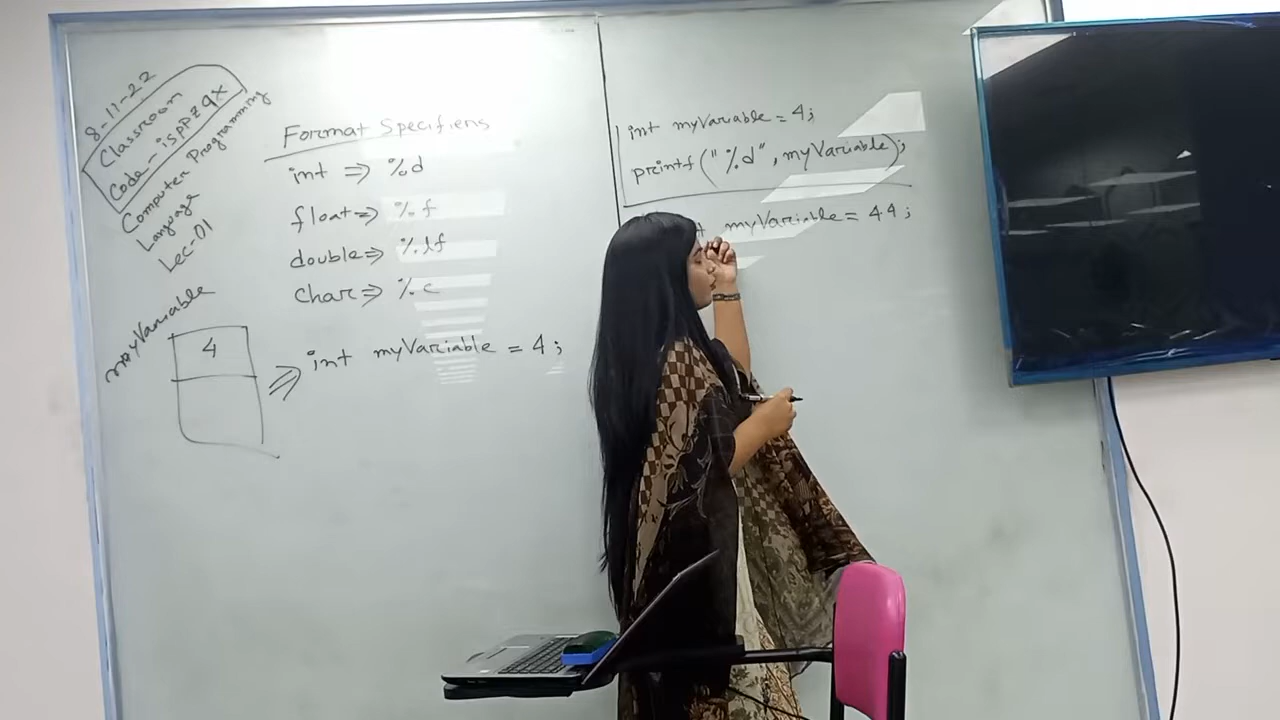 8-11-22
Classroom
Code-isppzqx
Computer Programming
Language
Lec-01
Format Specifiers
int ⇒ %d
float ⇒ %f
double ⇒ %lf
char ⇒ %c
myVariable
4
⇒ int myVariable = 4;
int myVariable = 4;
printf("%d", myVariable);
myVariable = 44;